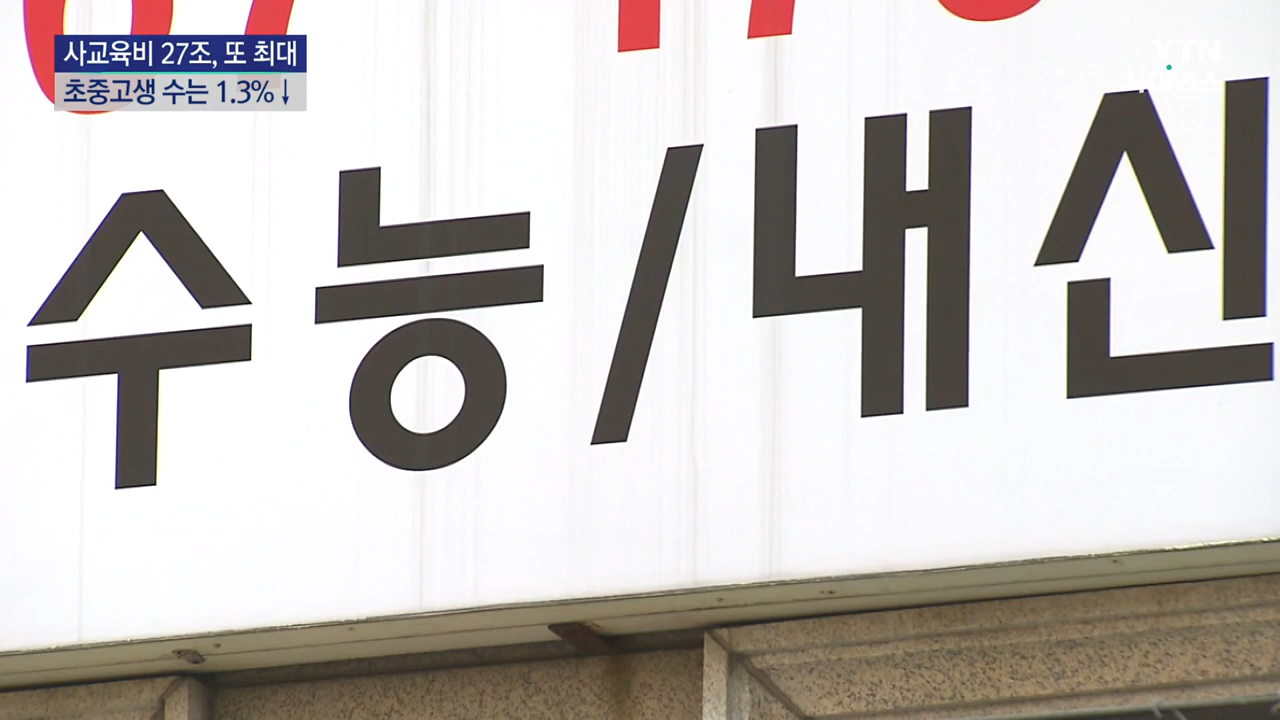 사교육비 27조, 또 최대
초중고생 수는 1.3%↓
YTN
수능/내신